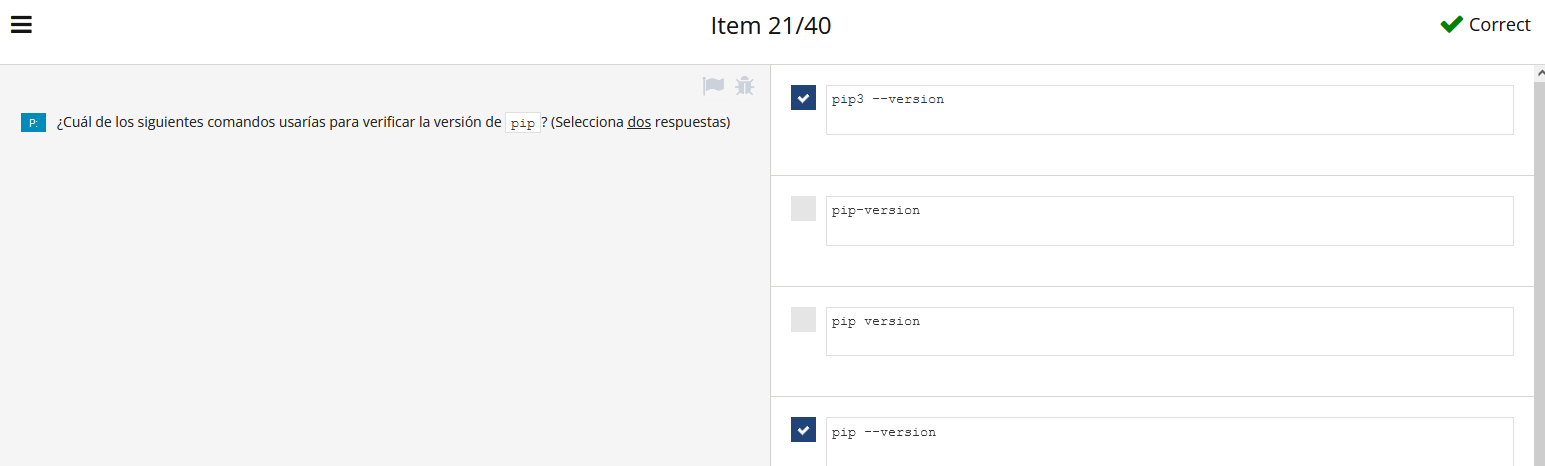 Item 21/40
Correct
P: ¿Cuál de los siguientes comandos usarías para verificar la versión de pip? (Selecciona dos respuestas)
pip3 --version
pip-version
pip version
pip --version